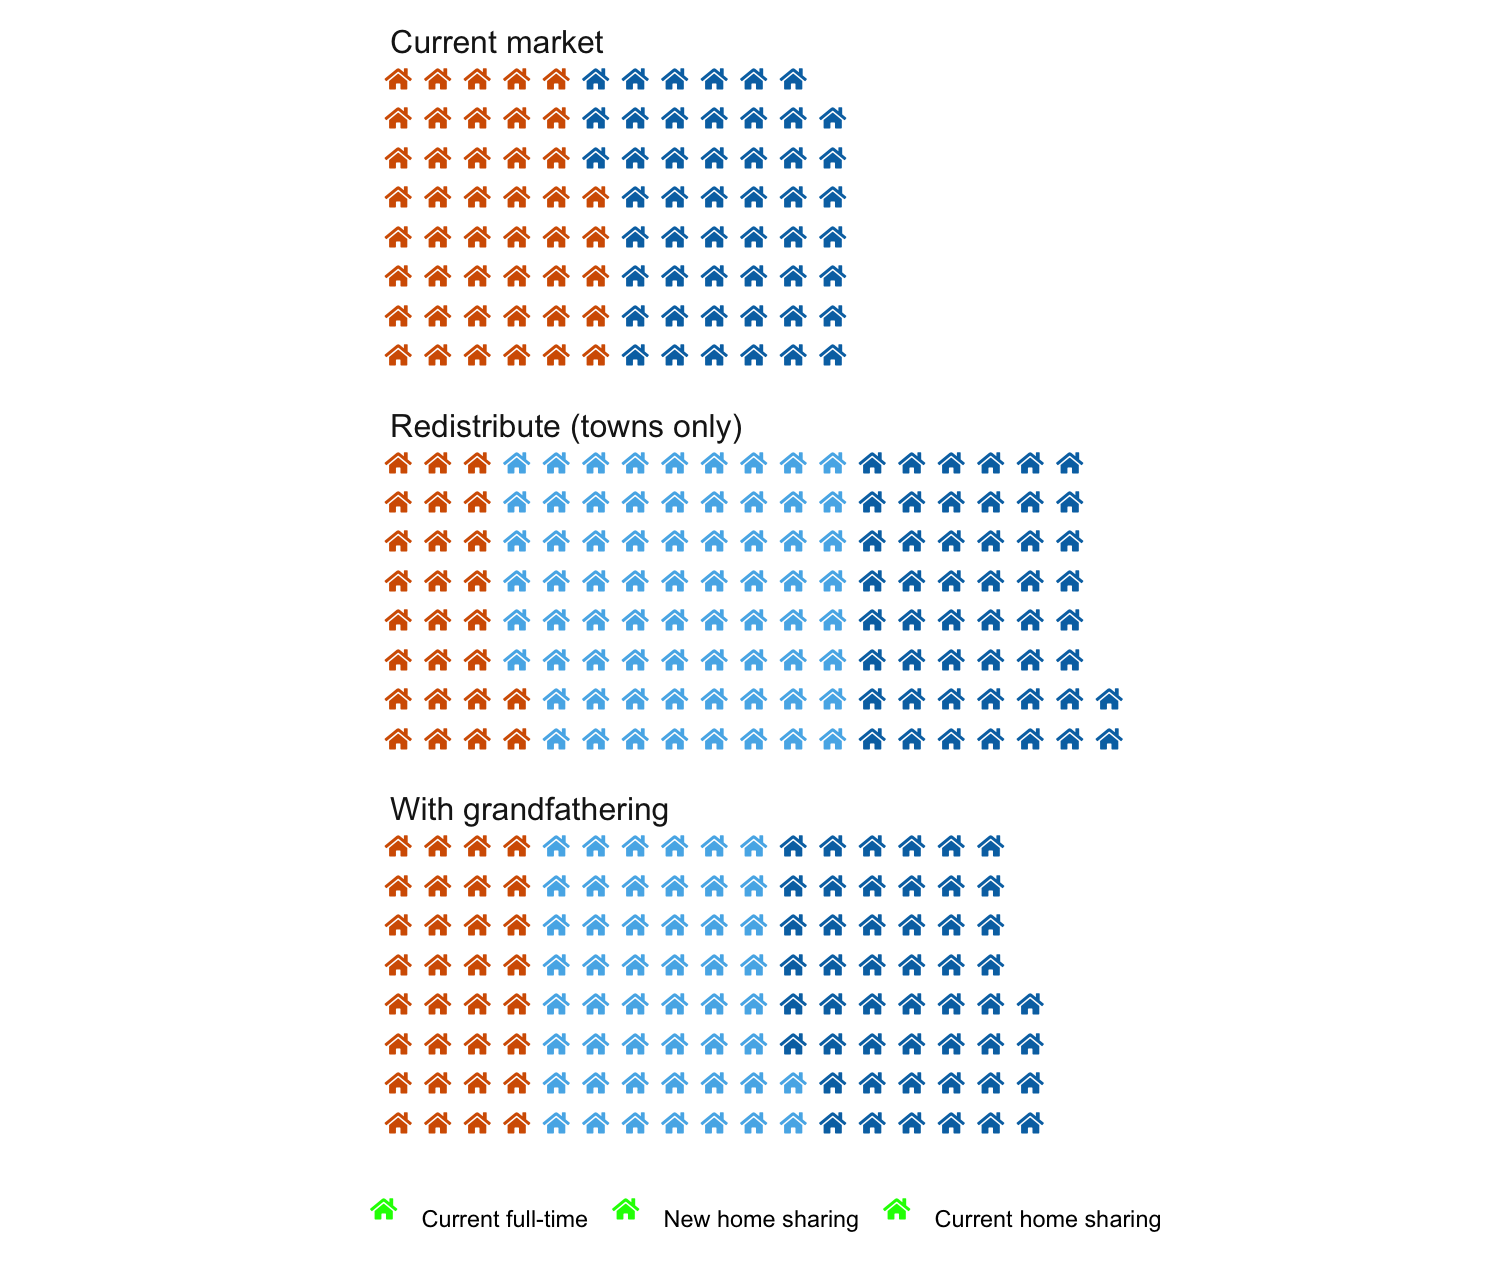 Current market
Redistribute (towns only)
With grandfathering
Current full-time New home sharing Current home sharing